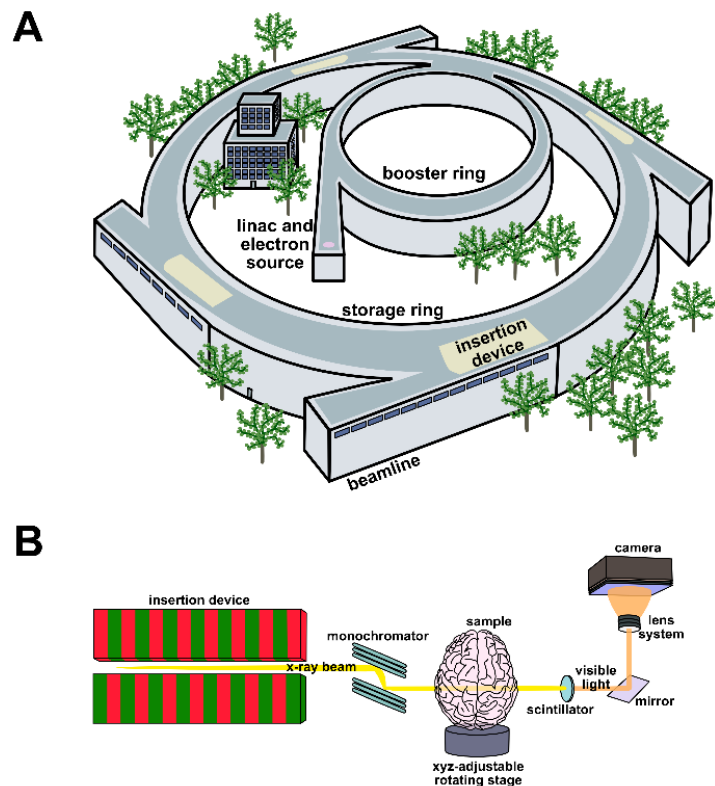 A
booster ring
linac and
electron
source
storage ring
insertion
device
beamline
B
camera
insertion device
sample
lens
system
monochromator
x-ray beam
visible
light
scintillator
mirror
xyz-adjustable
rotating stage